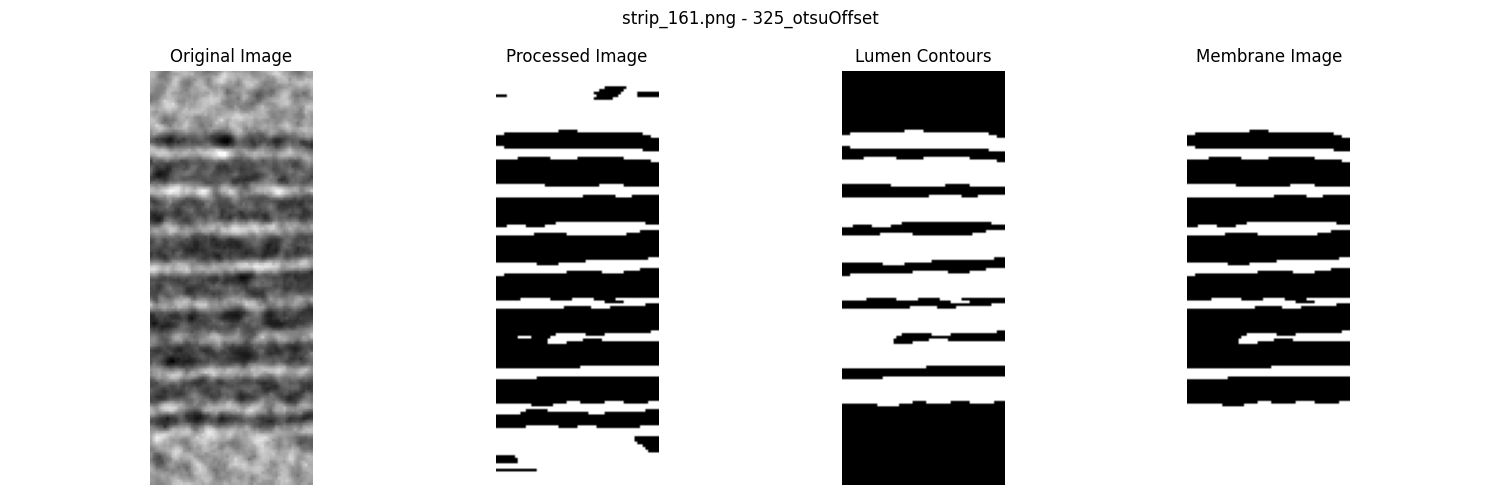 strip_161.png - 325_otsuOffset
Original Image
Processed Image
Lumen Contours
Membrane Image